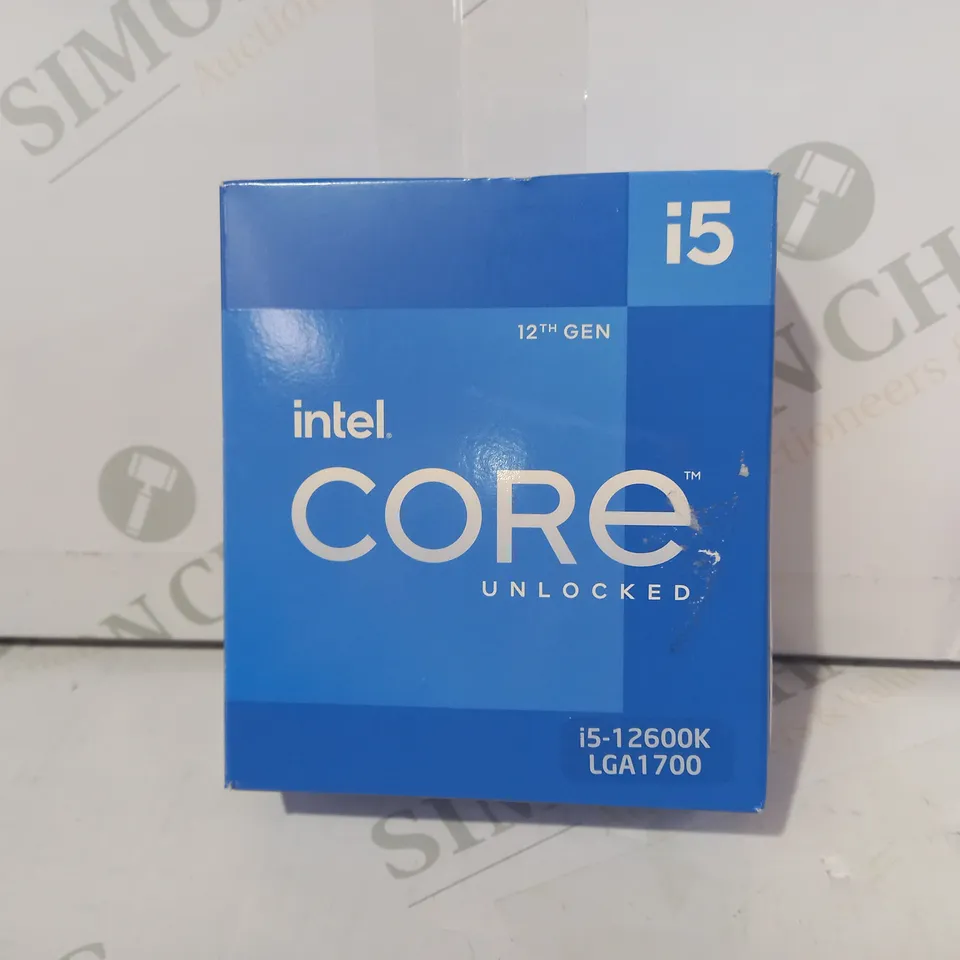 i5
12TH GEN
intel.
CORE™
UNLOCKED
i5-12600K
LGA1700